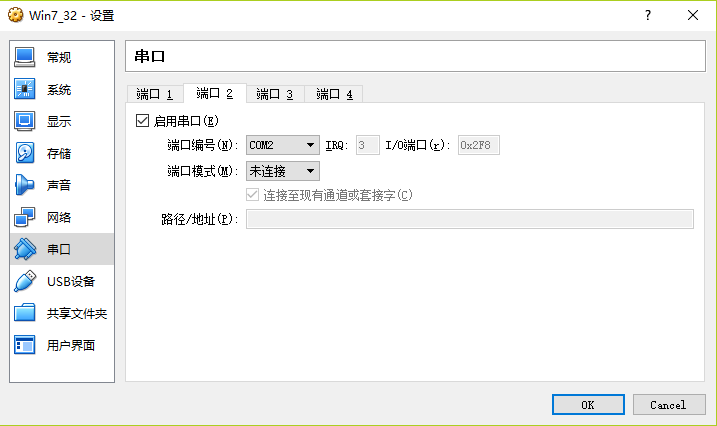 Win7_32 - 设置
常规
系统
显示
存储
声音
网络
串口
USB设备
共享文件夹
用户界面
串口
端口 1 端口 2 端口 3 端口 4
启用串口(E)
端口编号(N): COM2 IRQ: 3 I/O端口(r): 0x2F8
端口模式(M): 未连接
连接至现有通道或套接字(C)
路径/地址(P):
OK Cancel